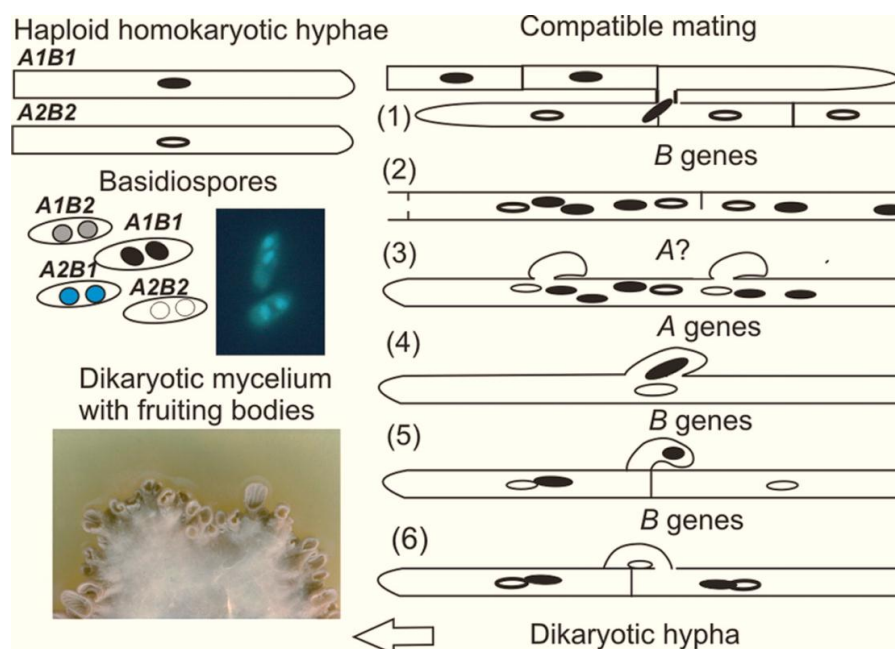 Haploid homokaryotic hyphae
A1B1
A2B2
Basidiospores
A1B2
A1B1
A2B1
A2B2
Dikaryotic mycelium
with fruiting bodies
Compatible mating
(1)
B genes
(2)
(3)
A?
A genes
(4)
B genes
(5)
B genes
(6)
Dikaryotic hypha